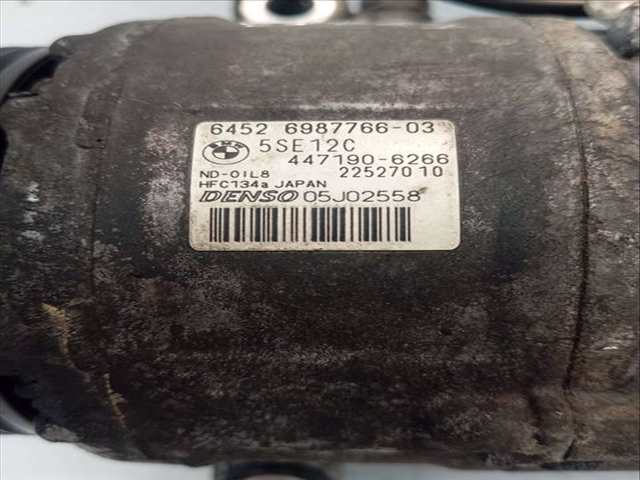 6452 6987766-03
5SE12C
447190-6266
ND-OIL8 22527010
HFC134a JAPAN
DENSO 05J02558